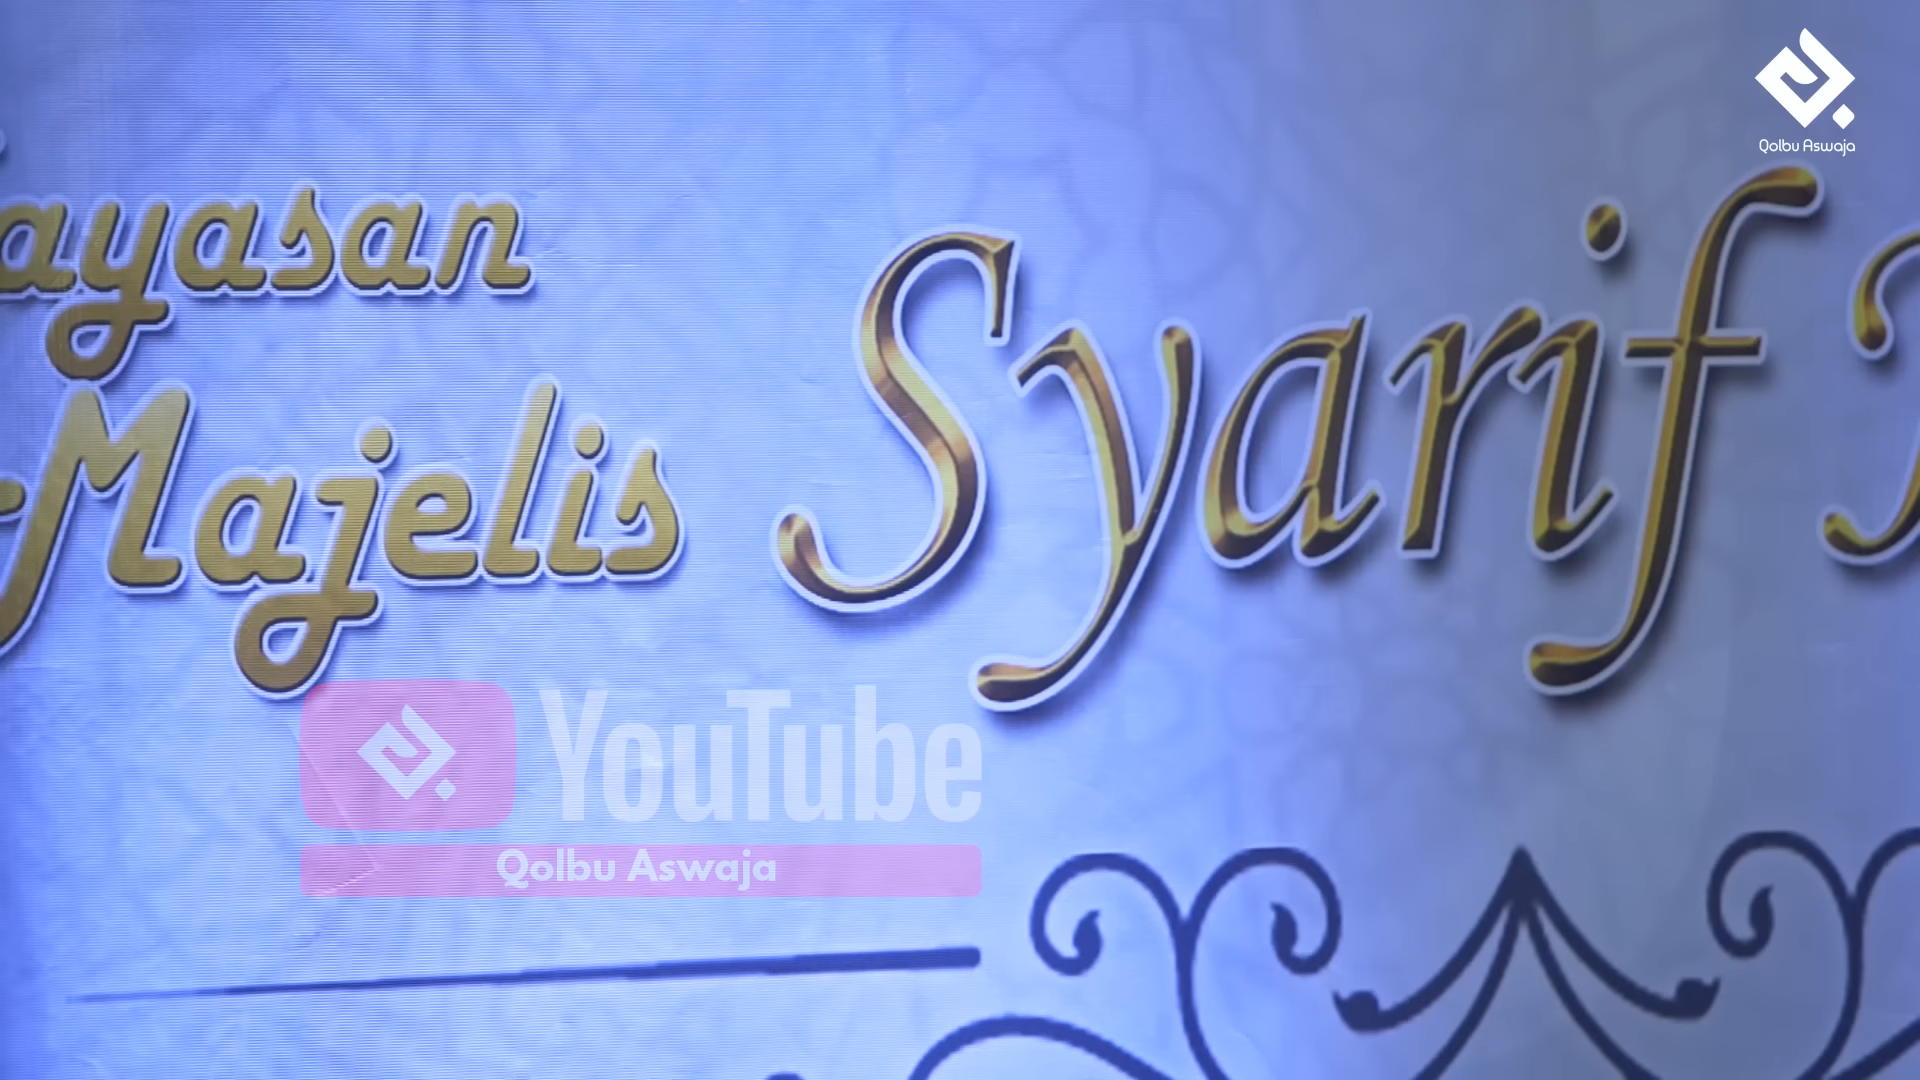 Qolbu Aswaja
ayasan
Majelis
Syarif
YouTube
Qolbu Aswaja